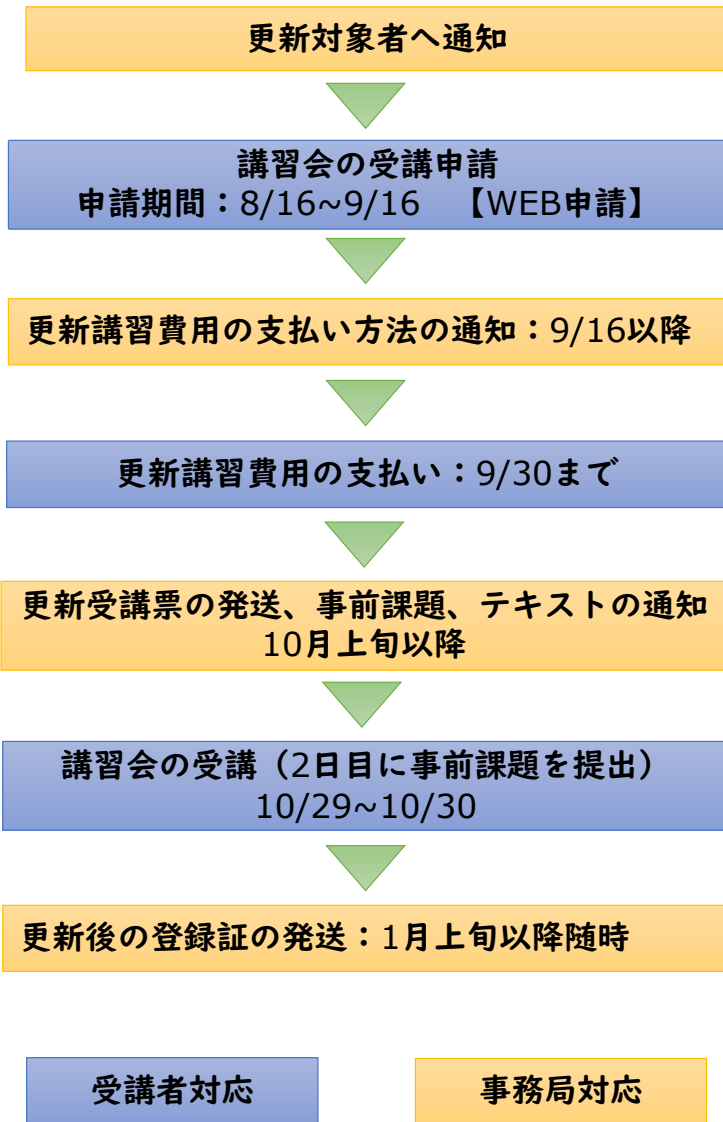 更新対象者へ通知
講習会の受講申請
申請期間：8/16~9/16　【WEB申請】
更新講習費用の支払い方法の通知：9/16以降
更新講習費用の支払い：9/30まで
更新受講票の発送、事前課題、テキストの通知
10月上旬以降
講習会の受講（2日目に事前課題を提出）
10/29~10/30
更新後の登録証の発送：1月上旬以降随時
受講者対応
事務局対応